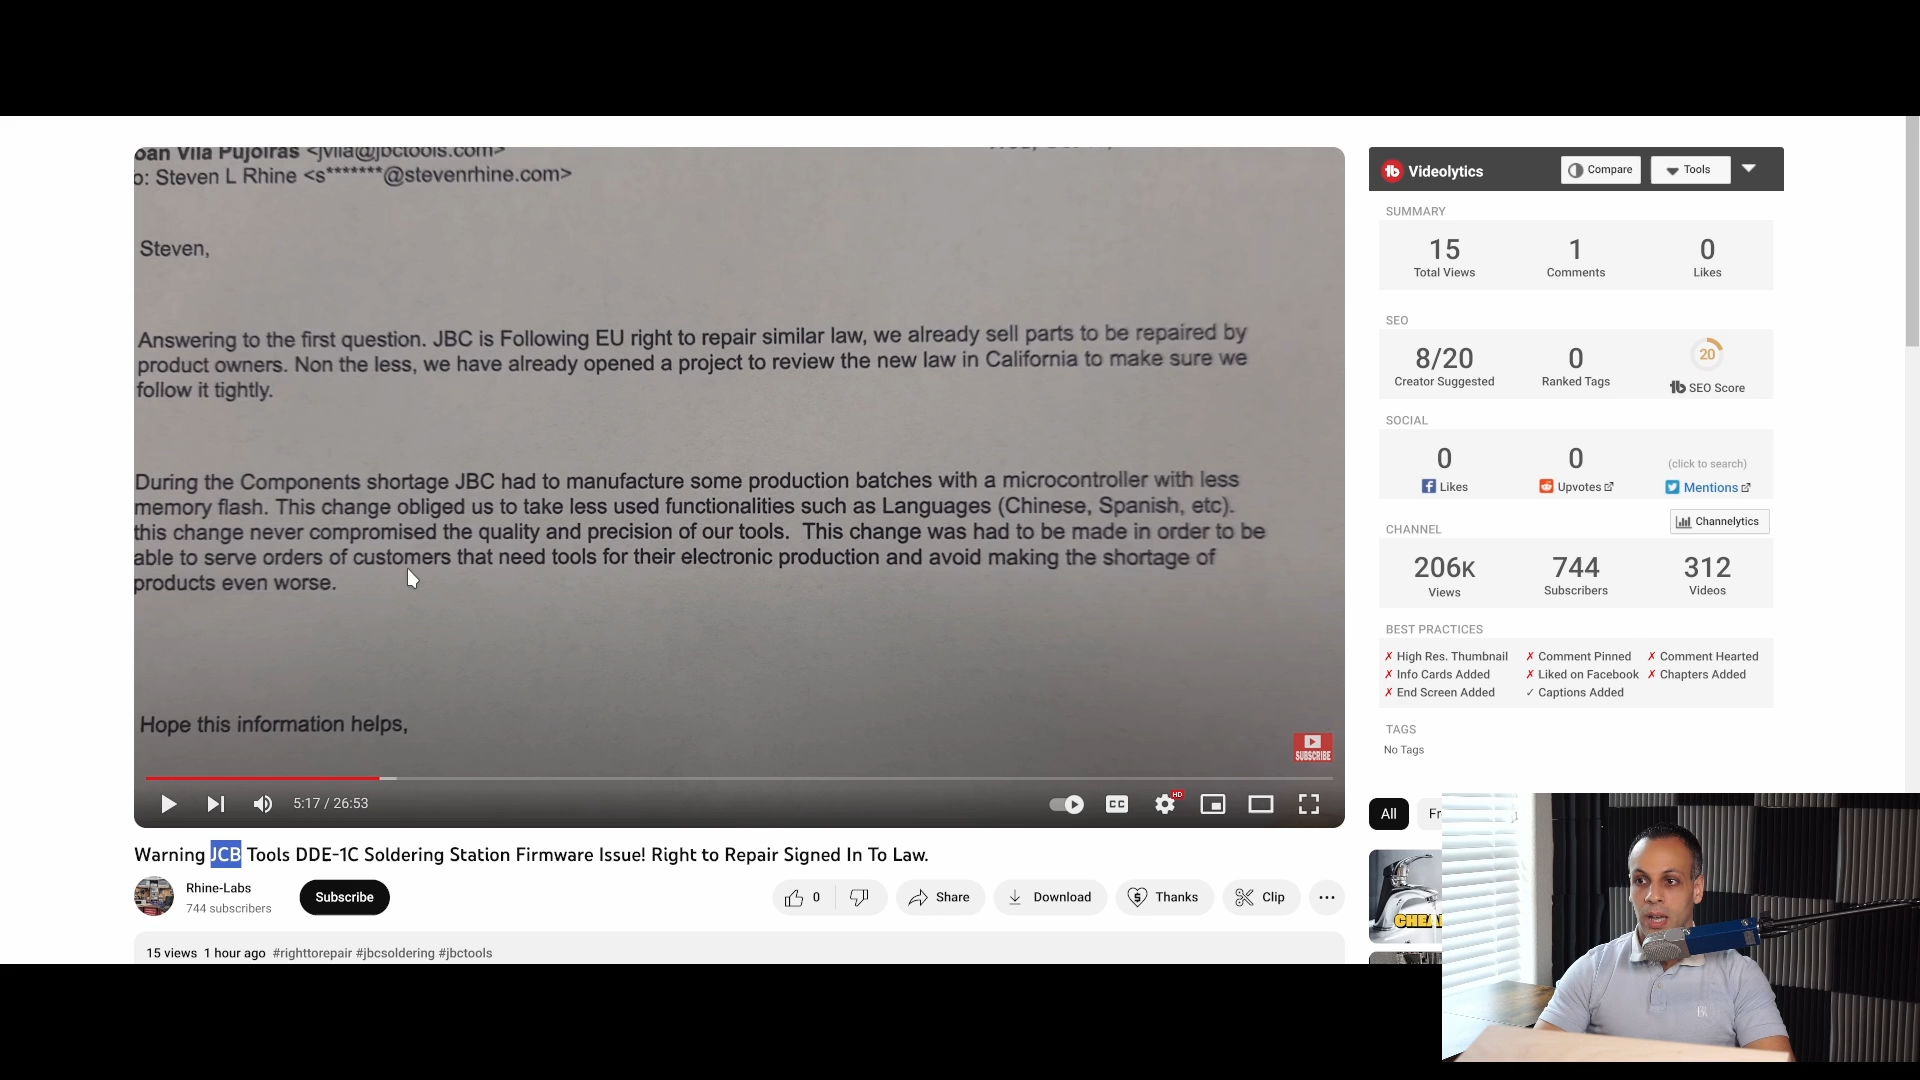 oan Vila Pujolràs <jvila@jbctools.com>
o: Steven L Rhine <s*******@stevenrhine.com>
Steven,
Answering to the first question. JBC is Following EU right to repair similar law, we already sell parts to be repaired by
product owners. Non the less, we have already opened a project to review the new law in California to make sure we
follow it tightly.
During the Components shortage JBC had to manufacture some production batches with a microcontroller with less
memory flash. This change obliged us to take less used functionalities such as Languages (Chinese, Spanish, etc).
this change never compromised the quality and precision of our tools. This change was had to be made in order to be
able to serve orders of customers that need tools for their electronic production and avoid making the shortage of
products even worse.
Hope this information helps,
SUBSCRIBE
5:17 / 26:53
CC
HD
Warning JCB Tools DDE-1C Soldering Station Firmware Issue! Right to Repair Signed In To Law.
Rhine-Labs
744 subscribers
Subscribe
0
Share
Download
Thanks
Clip
15 views 1 hour ago #righttorepair #jbcsoldering #jbctools
Videolytics
Compare
Tools
SUMMARY
15
1
0
Total Views
Comments
Likes
SEO
8/20
0
20
Creator Suggested
Ranked Tags
SEO Score
SOCIAL
0
0
(click to search)
Likes
Upvotes
Mentions
CHANNEL
Channelytics
206K
744
312
Views
Subscribers
Videos
BEST PRACTICES
✗ High Res. Thumbnail ✗ Comment Pinned ✗ Comment Hearted
✗ Info Cards Added ✗ Liked on Facebook ✗ Chapters Added
✗ End Screen Added ✓ Captions Added
TAGS
No Tags
All